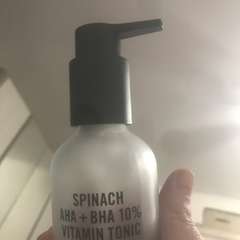 SPINACH
AHA + BHA 10%
VITAMIN TONIC